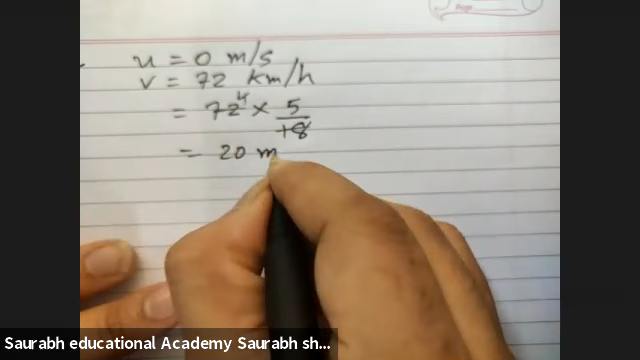 u = 0 m/s
v = 72 km/h
= 72 4 × 5/18
= 20 m
Saurabh educational Academy Saurabh sh...